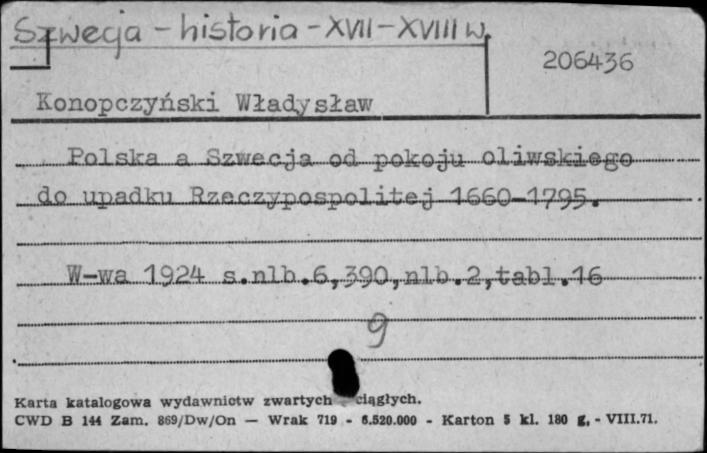 Szwecja - historia - XVII - XVIII w.
206436
Konopczyński Władysław
Polska a Szwecja od pokoju oliwskiego
do upadku Rzeczypospolitej 1660-1795.
W-wa 1924 s.nlb.6,390,nlb.2,tabl.16
9
Karta katalogowa wydawnictw zwartych ciągłych.
CWD B 144 Zam. 869/Dw/On — Wrak 719 - 6.520.000 - Karton 5 kl. 180 g. - VIII.71.